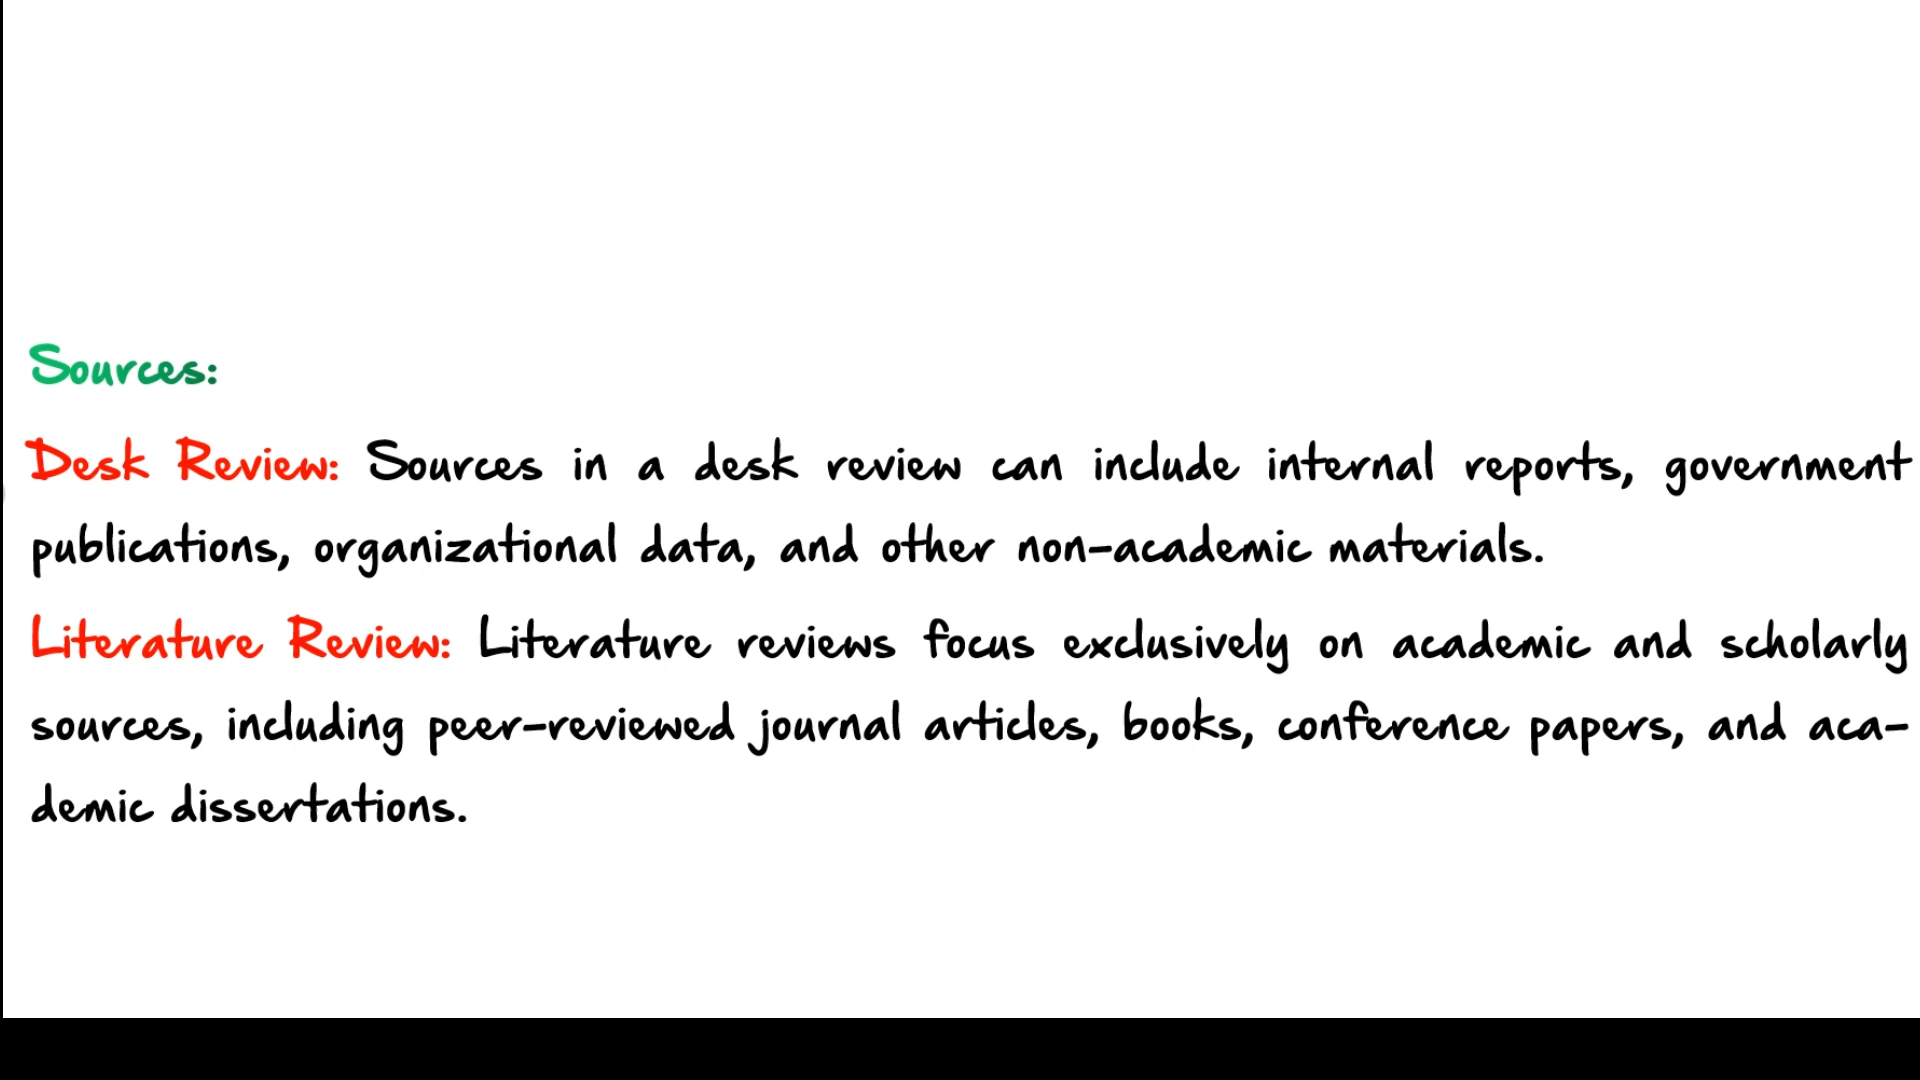 Sources:
Desk Review: Sources in a desk review can include internal reports, government
publications, organizational data, and other non-academic materials.
Literature Review: Literature reviews focus exclusively on academic and scholarly
sources, including peer-reviewed journal articles, books, conference papers, and aca-
demic dissertations.